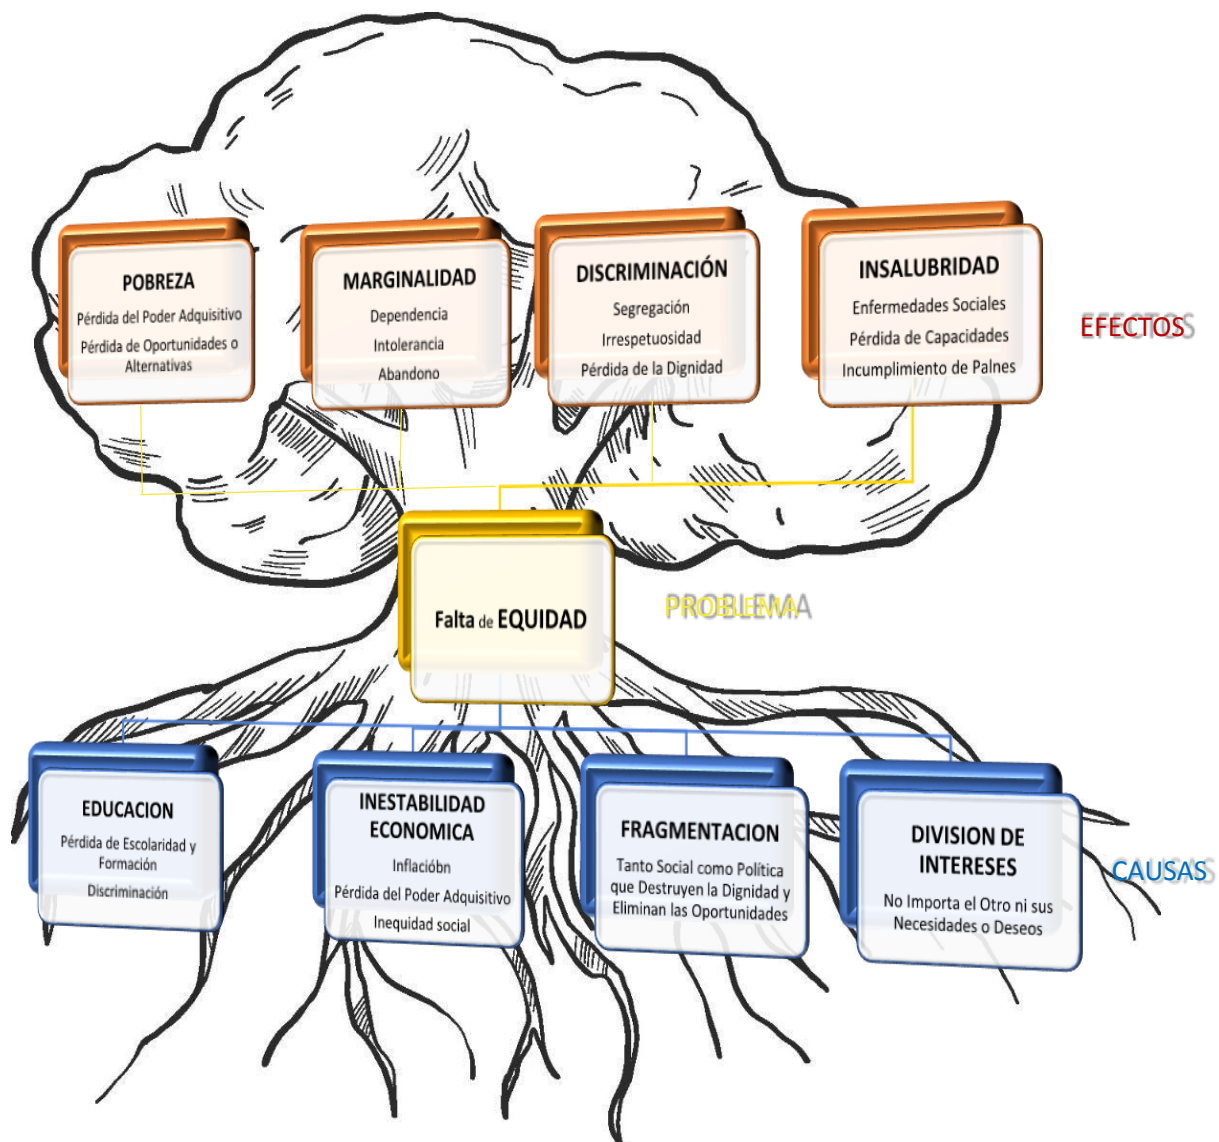 POBREZA
Pérdida del Poder Adquisitivo
Pérdida de Oportunidades o
Alternativas
MARGINALIDAD
Dependencia
Intolerancia
Abandono
DISCRIMINACIÓN
Segregación
Irrespetuosidad
Pérdida de la Dignidad
INSALUBRIDAD
Enfermedades Sociales
Pérdida de Capacidades
Incumplimiento de Palnes
EFECTOS
Falta de EQUIDAD
PROBLEMA
EDUCACION
Pérdida de Escolaridad y
Formación
Discriminación
INESTABILIDAD
ECONOMICA
Inflacióbn
Pérdida del Poder Adquisitivo
Inequidad social
FRAGMENTACION
Tanto Social como Política
que Destruyen la Dignidad y
Eliminan las Oportunidades
DIVISION DE
INTERESES
No Importa el Otro ni sus
Necesidades o Deseos
CAUSAS